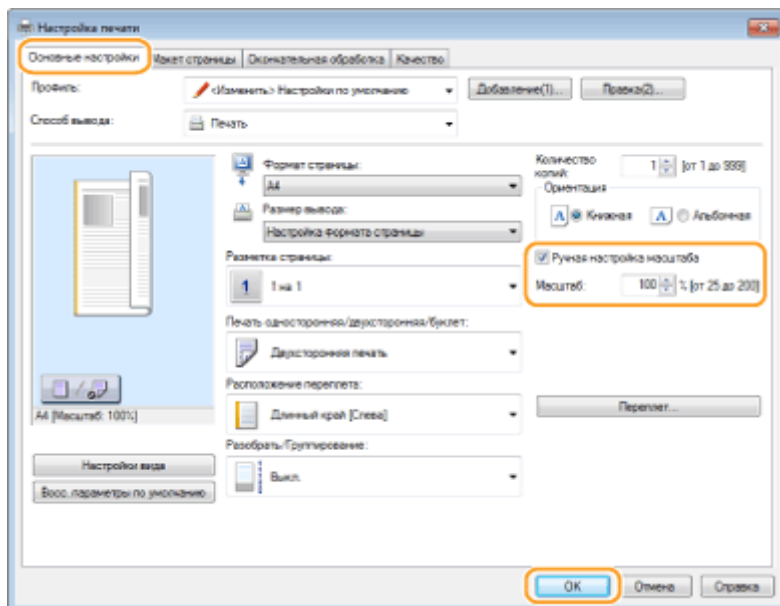 Настройка печати
Основные настройки Макет страницы Окончательная обработка Качество
Профиль: <Изменить> Настройки по умолчанию Добавление(1)... Правка(2)...
Способ вывода: Печать
Формат страницы:
A4
Размер вывода:
Настройка формата страницы
Разметка страницы:
1 1 на 1
Печать односторонняя/двухсторонняя/буклет:
Двухсторонняя печать
Расположение переплета:
Длинный край [Слева]
Разобрать/Группирование:
Выкл.
Количество копий: 1 [от 1 до 999]
Ориентация
A Книжная A Альбомная
Ручная настройка масштаба
Масштаб: 100 % [от 25 до 200]
Переплет...
A4 [Масштаб: 100%]
Настройки вида
Восс. параметры по умолчанию
OK Отмена Справка